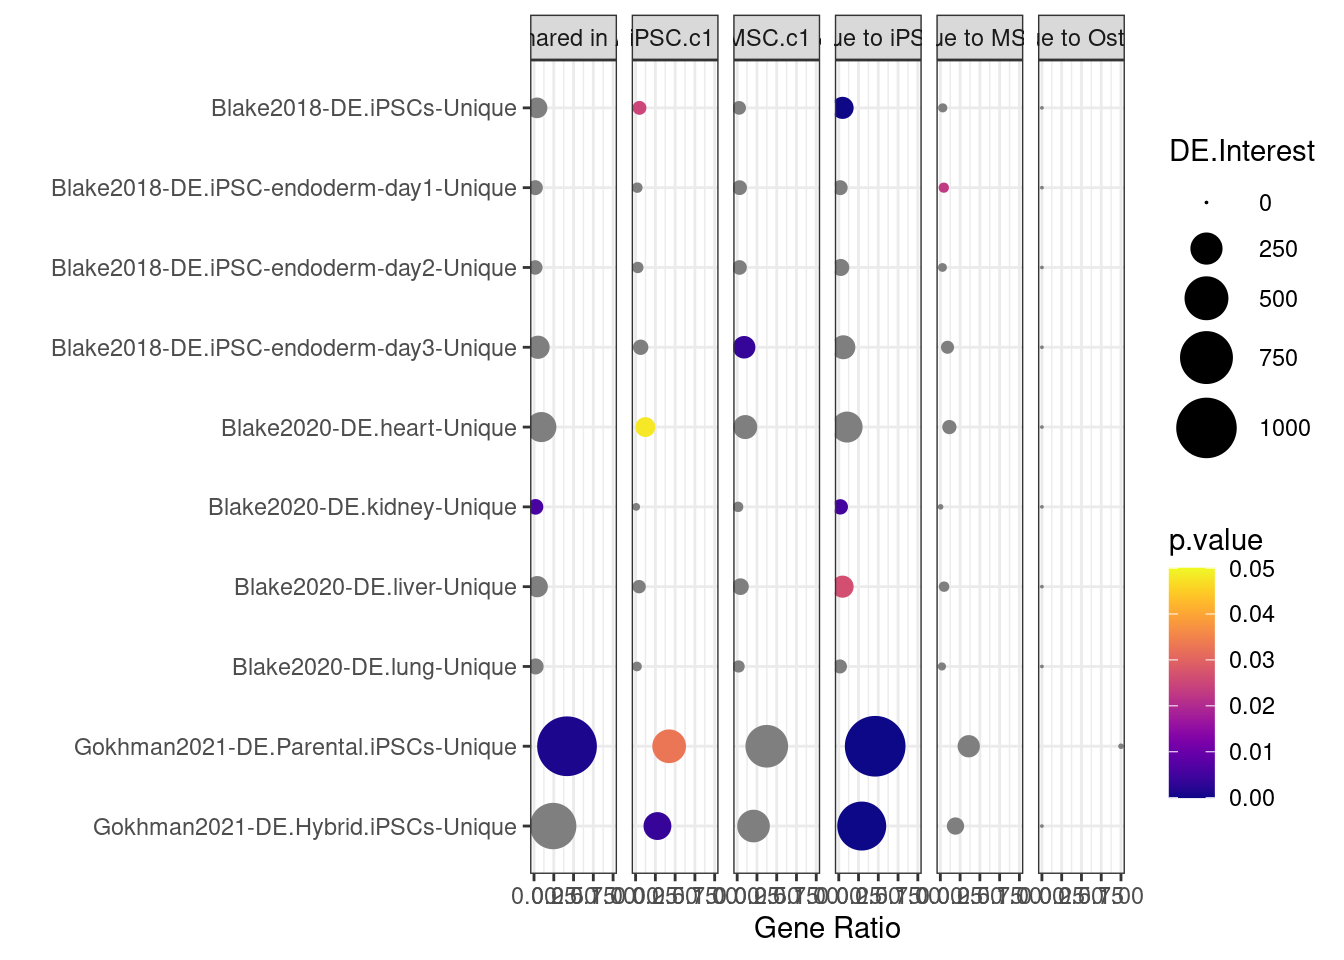 hared in
iPSC.c1
MSC.c1
ue to iPS
ue to MS
e to Ost
Blake2018-DE.iPSCs-Unique
Blake2018-DE.iPSC-endoderm-day1-Unique
Blake2018-DE.iPSC-endoderm-day2-Unique
Blake2018-DE.iPSC-endoderm-day3-Unique
Blake2020-DE.heart-Unique
Blake2020-DE.kidney-Unique
Blake2020-DE.liver-Unique
Blake2020-DE.lung-Unique
Gokhman2021-DE.Parental.iPSCs-Unique
Gokhman2021-DE.Hybrid.iPSCs-Unique
Gene Ratio
DE.Interest
0
250
500
750
1000
p.value
0.05
0.04
0.03
0.02
0.01
0.00